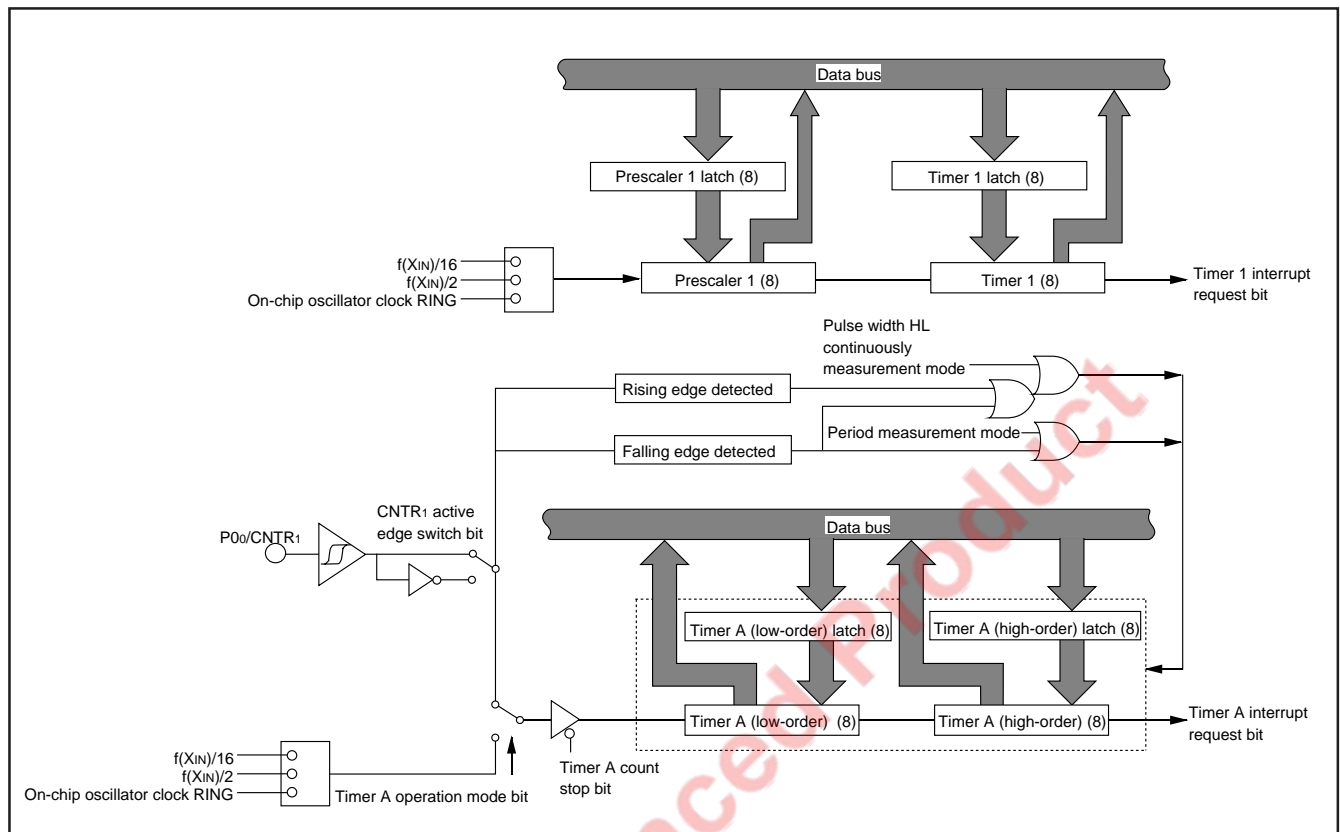 Data bus
Prescaler 1 latch (8)
Timer 1 latch (8)
f(XIN)/16
f(XIN)/2
On-chip oscillator clock RING
Prescaler 1 (8)
Timer 1 (8)
Timer 1 interrupt
request bit
Pulse width HL
continuously
measurement mode
Rising edge detected
Period measurement mode
Falling edge detected
CNTR1 active
edge switch bit
P00/CNTR1
Data bus
Timer A (low-order) latch (8)
Timer A (high-order) latch (8)
Timer A (low-order) (8)
Timer A (high-order) (8)
Timer A interrupt
request bit
f(XIN)/16
f(XIN)/2
On-chip oscillator clock RING
Timer A operation mode bit
Timer A count
stop bit
nced Product